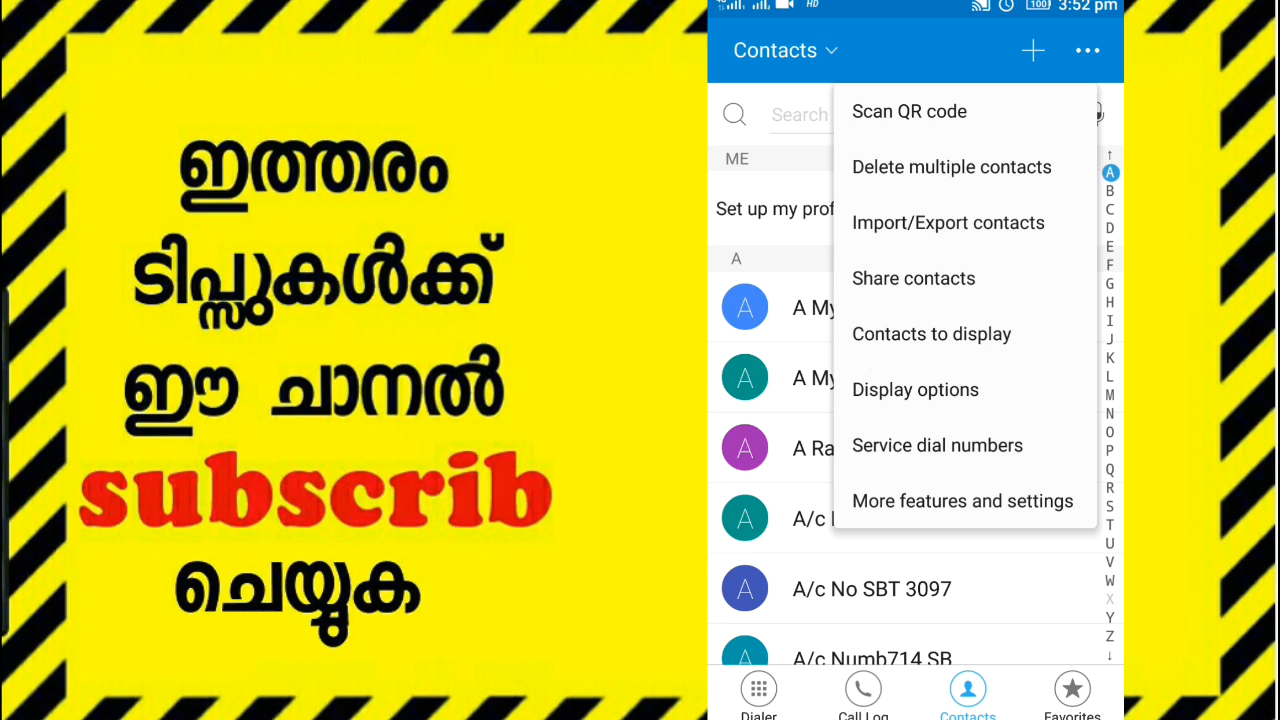 ഇത്തരം
ടിപ്സുകൾക്ക്
ഈ ചാനൽ
subscrib
ചെയ്യുക
HD 100 3:52 pm
Contacts
Search
Scan QR code
Delete multiple contacts
Import/Export contacts
Share contacts
Contacts to display
Display options
Service dial numbers
More features and settings
ME
Set up my prof
A
A A My
A A My
A A Ra
A A/c
A A/c No SBT 3097
A A/c Numb714 SB
↑
A
B
C
D
E
F
G
H
I
J
K
L
M
N
O
P
Q
R
S
T
U
V
W
X
Y
Z
↓
Dialer Call Log Contacts Favorites